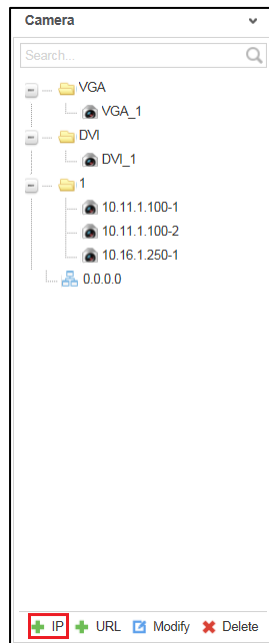 Camera
Search...
VGA
VGA_1
DVI
DVI_1
1
10.11.1.100-1
10.11.1.100-2
10.16.1.250-1
0.0.0.0
IP URL Modify Delete